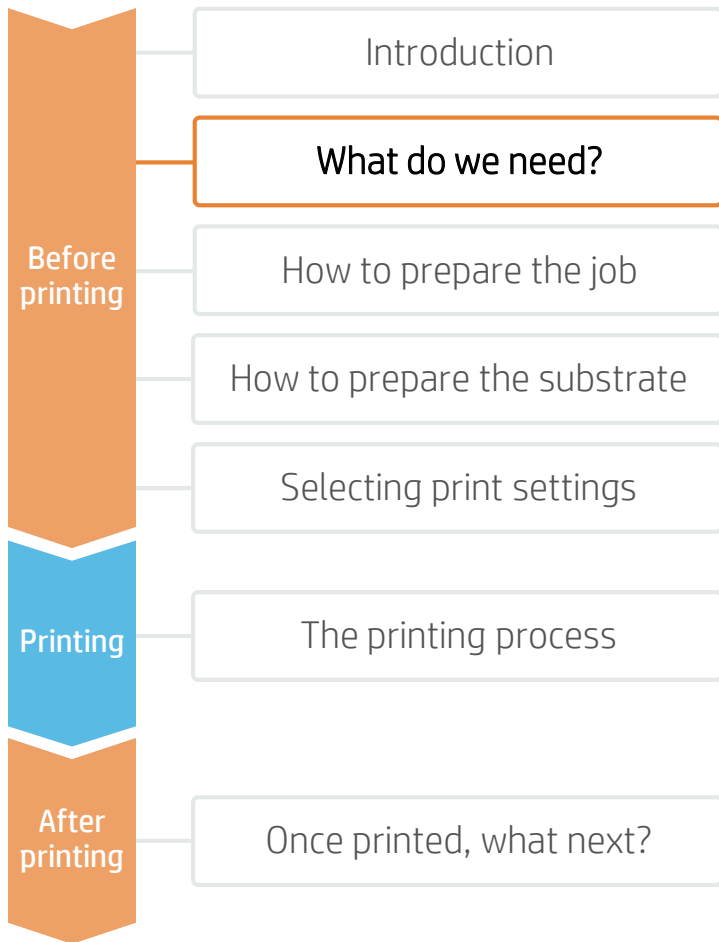 Introduction
What do we need?
Before
printing
How to prepare the job
How to prepare the substrate
Selecting print settings
Printing
The printing process
After
printing
Once printed, what next?